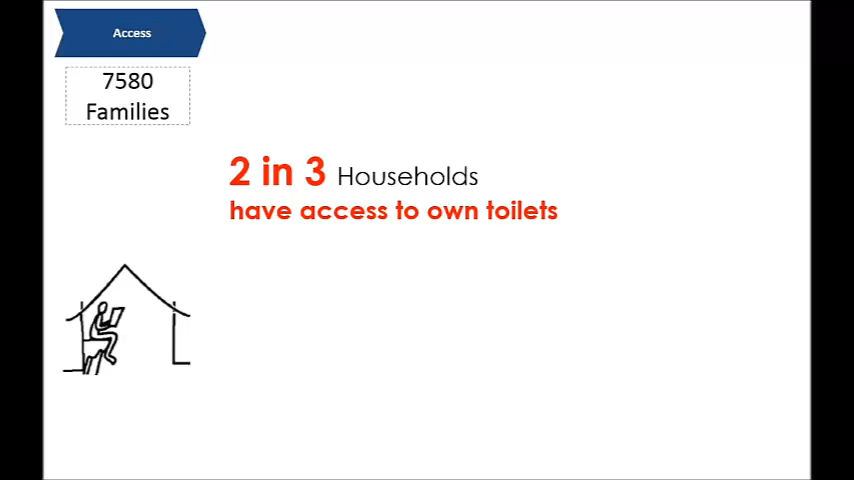 Access
7580
Families
2 in 3 Households
have access to own toilets